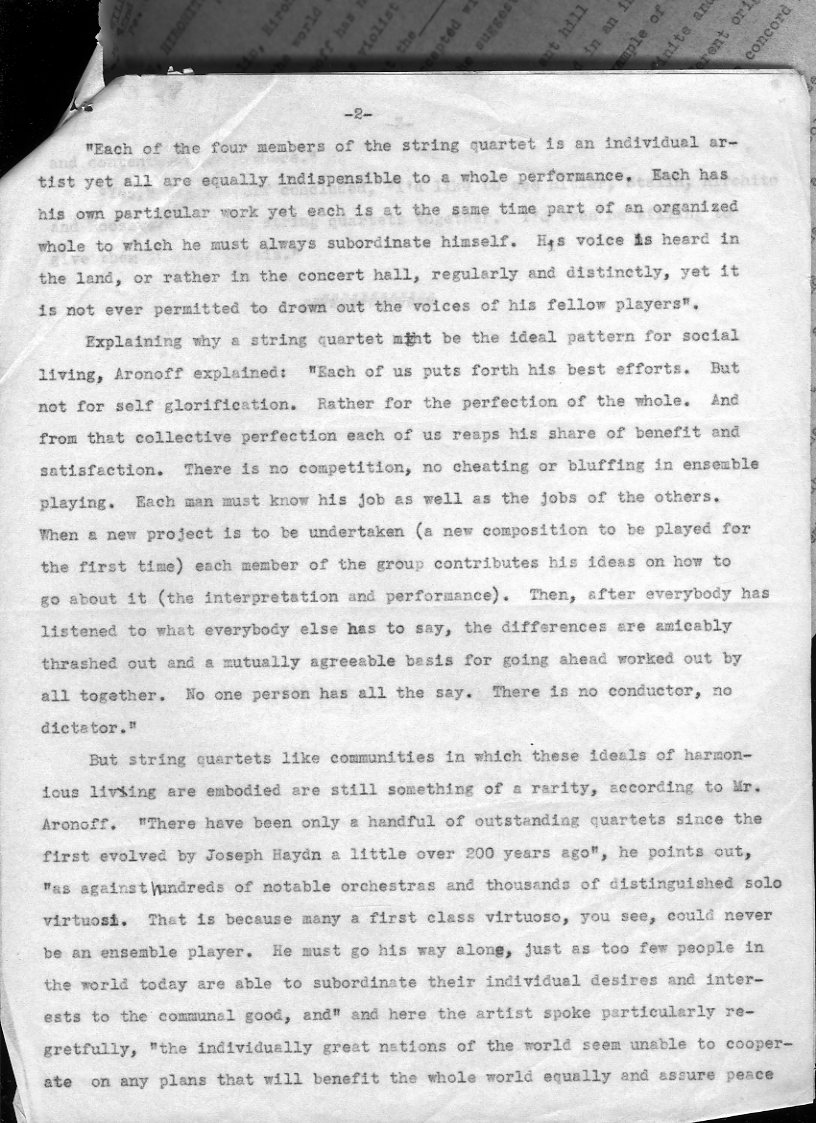 -2-
"Each of the four members of the string quartet is an individual ar-
tist yet all are equally indispensible to a whole performance. Each has
his own particular work yet each is at the same time part of an organized
whole to which he must always subordinate himself. His voice is heard in
the land, or rather in the concert hall, regularly and distinctly, yet it
is not ever permitted to drown out the voices of his fellow players".
Explaining why a string quartet might be the ideal pattern for social
living, Aronoff explained: "Each of us puts forth his best efforts. But
not for self glorification. Rather for the perfection of the whole. And
from that collective perfection each of us reaps his share of benefit and
satisfaction. There is no competition, no cheating or bluffing in ensemble
playing. Each man must know his job as well as the jobs of the others.
When a new project is to be undertaken (a new composition to be played for
the first time) each member of the group contributes his ideas on how to
go about it (the interpretation and performance). Then, after everybody has
listened to what everybody else has to say, the differences are amicably
thrashed out and a mutually agreeable basis for going ahead worked out by
all together. No one person has all the say. There is no conductor, no
dictator."
But string quartets like communities in which these ideals of harmon-
ious living are embodied are still something of a rarity, according to Mr.
Aronoff. "There have been only a handful of outstanding quartets since the
first evolved by Joseph Haydn a little over 200 years ago", he points out,
"as against hundreds of notable orchestras and thousands of distinguished solo
virtuosi. That is because many a first class virtuoso, you see, could never
be an ensemble player. He must go his way alone, just as too few people in
the world today are able to subordinate their individual desires and inter-
ests to the communal good, and" and here the artist spoke particularly re-
gretfully, "the individually great nations of the world seem unable to cooper-
ate on any plans that will benefit the whole world equally and assure peace